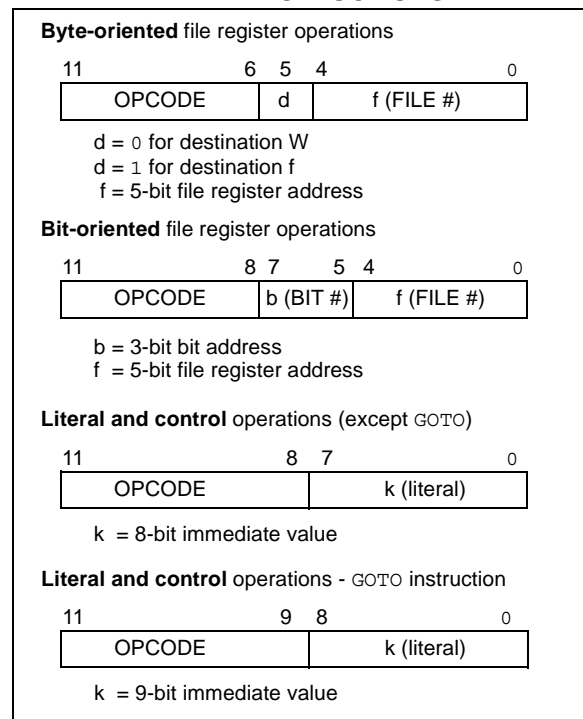 Byte-oriented file register operations
11 6 5 4 0
OPCODE d f (FILE #)
d = 0 for destination W
d = 1 for destination f
f = 5-bit file register address
Bit-oriented file register operations
11 8 7 5 4 0
OPCODE b (BIT #) f (FILE #)
b = 3-bit bit address
f = 5-bit file register address
Literal and control operations (except GOTO)
11 8 7 0
OPCODE k (literal)
k = 8-bit immediate value
Literal and control operations - GOTO instruction
11 9 8 0
OPCODE k (literal)
k = 9-bit immediate value